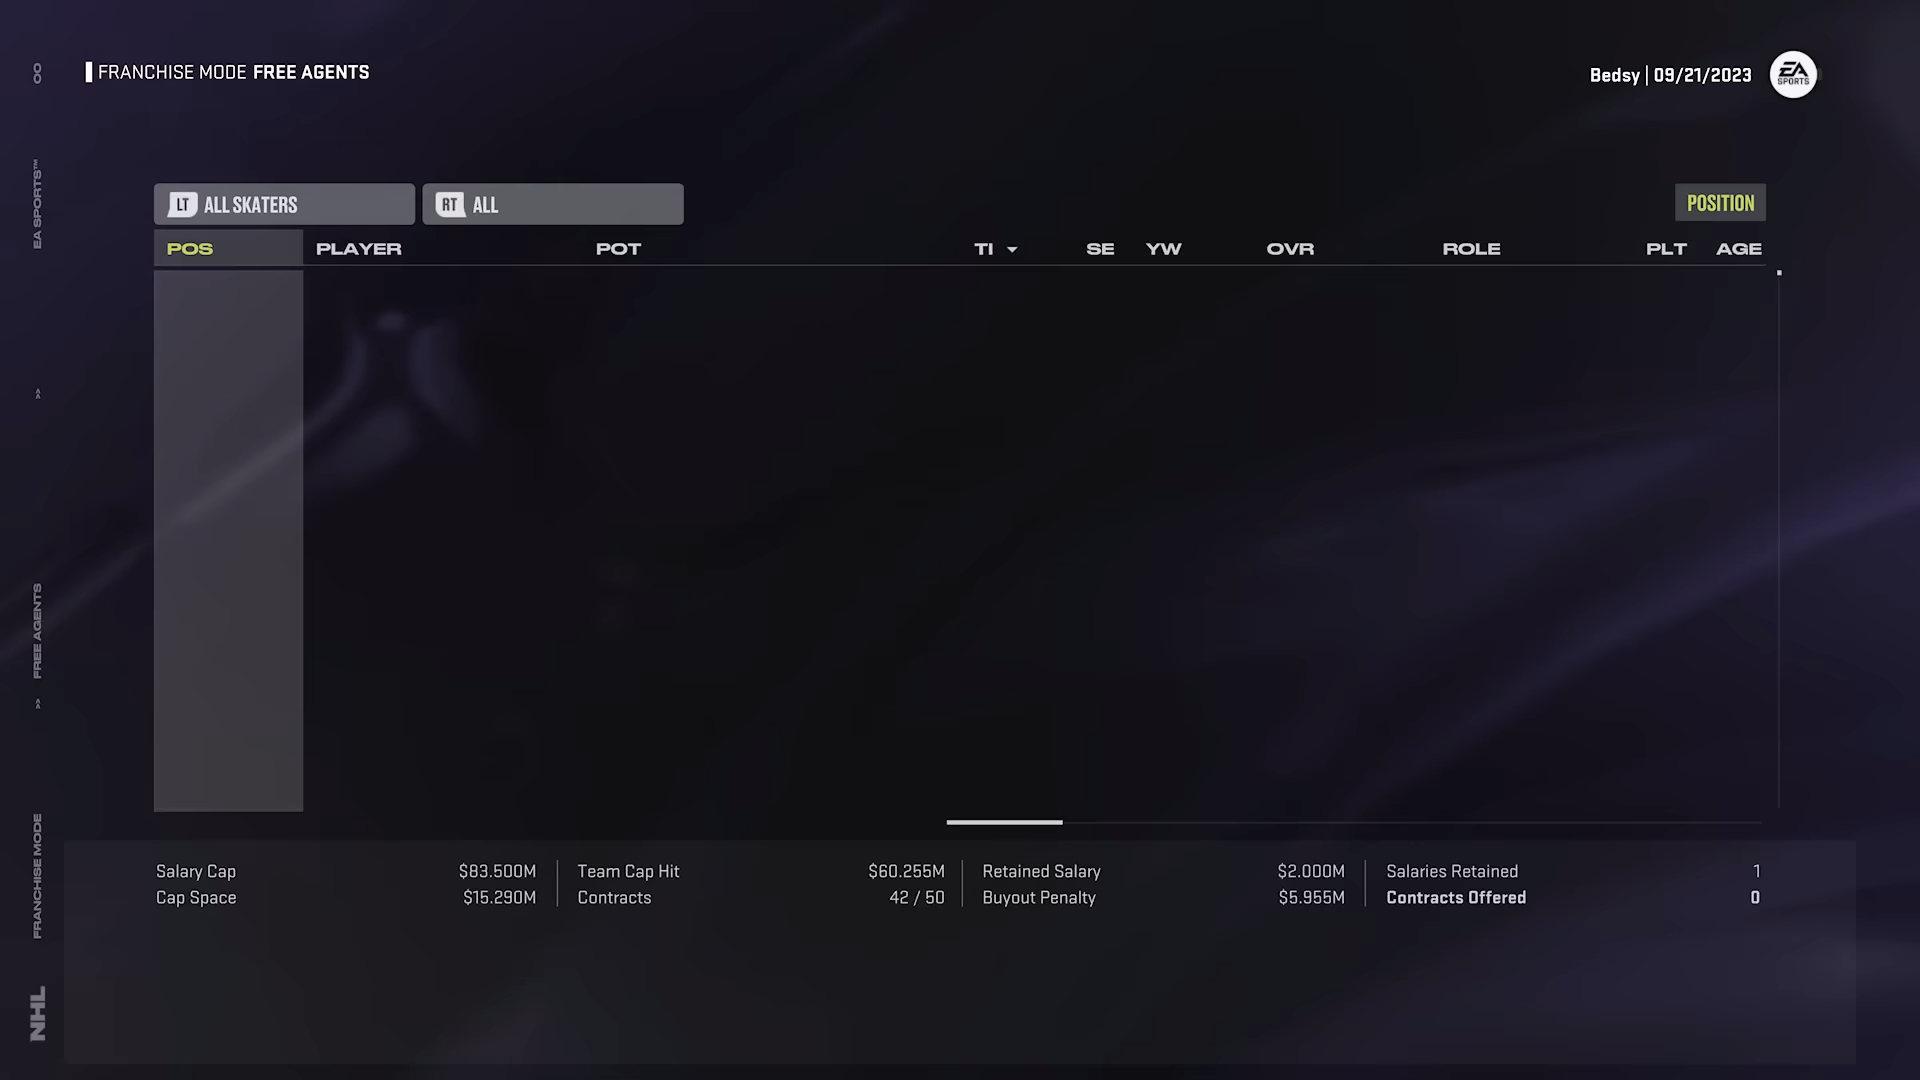 FRANCHISE MODE FREE AGENTS
Bedsy | 09/21/2023
EA SPORTS
LT ALL SKATERS
RT ALL
POSITION
POS PLAYER POT TI SE YW OVR ROLE PLT AGE
Salary Cap $83.500M Team Cap Hit $60.255M Retained Salary $2.000M Salaries Retained 1
Cap Space $15.290M Contracts 42 / 50 Buyout Penalty $5.955M Contracts Offered 0
EA SPORTS™
FREE AGENTS
FRANCHISE MODE
NHL